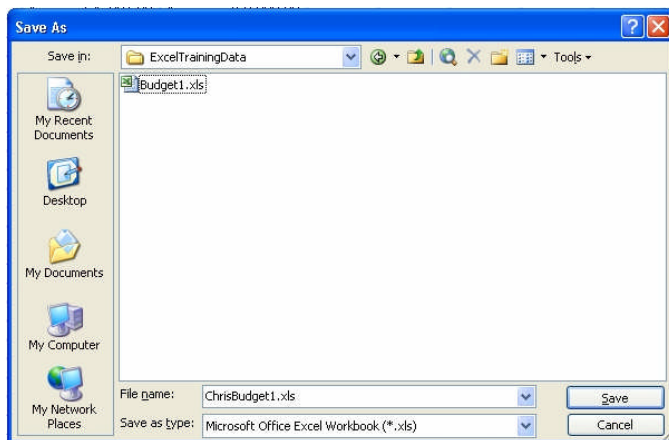 Save As
Save in:
ExcelTrainingData
Tools
Budget1.xls
My Recent
Documents
Desktop
My Documents
My Computer
My Network
Places
File name:
ChrisBudget1.xls
Save
Save as type:
Microsoft Office Excel Workbook (*.xls)
Cancel